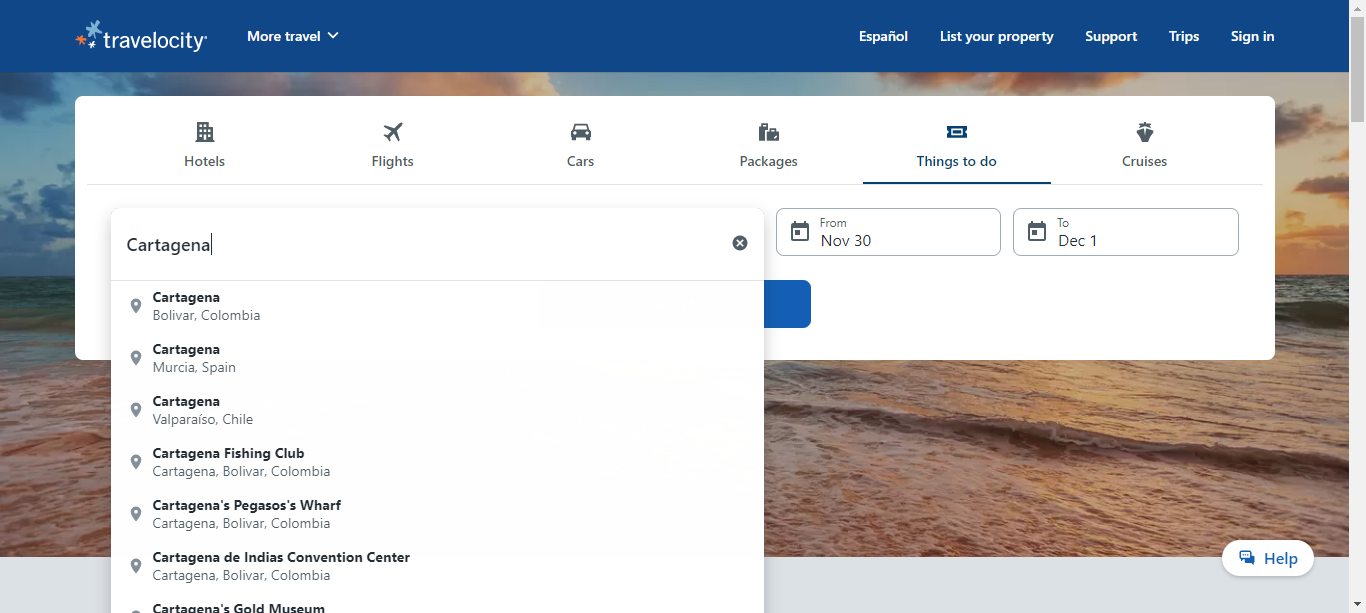 travelocity
More travel
Español
List your property
Support
Trips
Sign in
Hotels
Flights
Cars
Packages
Things to do
Cruises
Cartagena
From
Nov 30
To
Dec 1
Cartagena
Bolivar, Colombia
Cartagena
Murcia, Spain
Cartagena
Valparaíso, Chile
Cartagena Fishing Club
Cartagena, Bolivar, Colombia
Cartagena's Pegasos's Wharf
Cartagena, Bolivar, Colombia
Cartagena de Indias Convention Center
Cartagena, Bolivar, Colombia
Cartagena's Gold Museum
Help